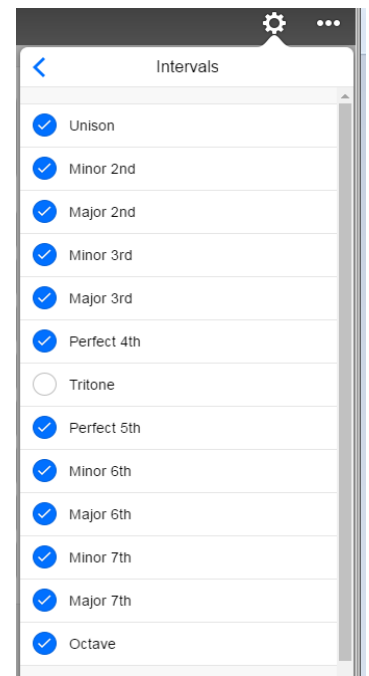 Intervals
Unison
Minor 2nd
Major 2nd
Minor 3rd
Major 3rd
Perfect 4th
Tritone
Perfect 5th
Minor 6th
Major 6th
Minor 7th
Major 7th
Octave